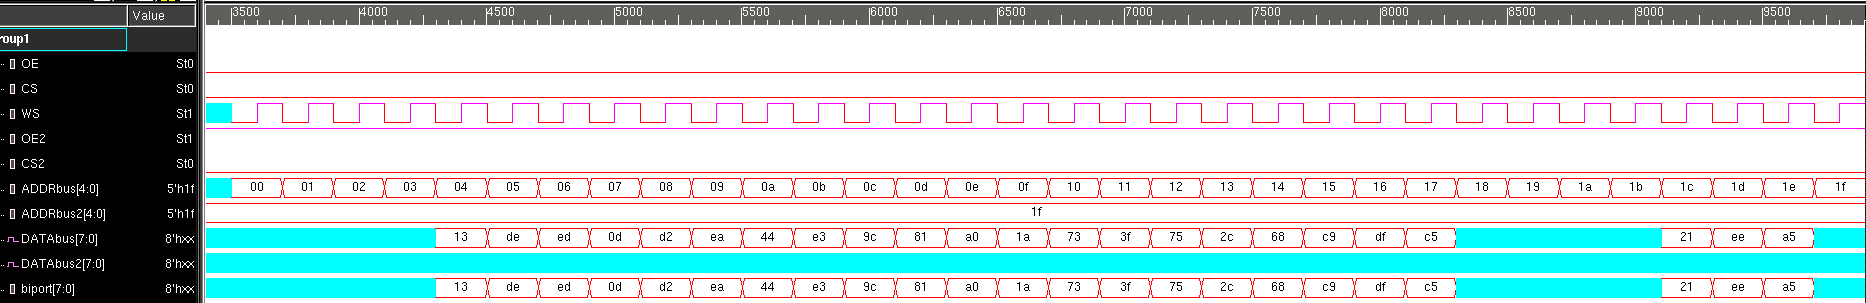 Value 3500 4000 4500 5000 5500 6000 6500 7000 7500 8000 8500 9000 9500
roup1
OE St0
CS St0
WS St1
OE2 St1
CS2 St0
ADDRbus[4:0] 5'h1f 00 01 02 03 04 05 06 07 08 09 0a 0b 0c 0d 0e 0f 10 11 12 13 14 15 16 17 18 19 1a 1b 1c 1d 1e 1f
ADDRbus2[4:0] 5'h1f 1f
DATAbus[7:0] 8'hxx 13 de ed 0d d2 ea 44 e3 9c 81 a0 1a 73 3f 75 2c 68 c9 df c5 21 ee a5
DATAbus2[7:0] 8'hxx
biport[7:0] 8'hxx 13 de ed 0d d2 ea 44 e3 9c 81 a0 1a 73 3f 75 2c 68 c9 df c5 21 ee a5